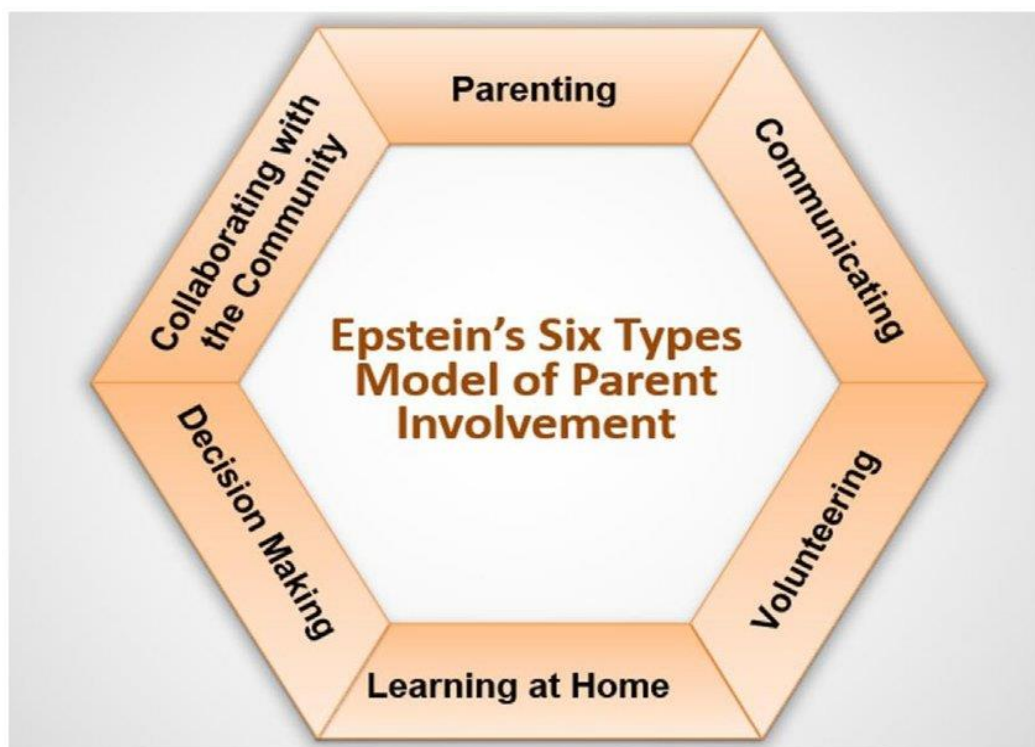 Parenting
Communicating
Volunteering
Learning at Home
Decision Making
Collaborating with
the Community
Epstein’s Six Types
Model of Parent
Involvement